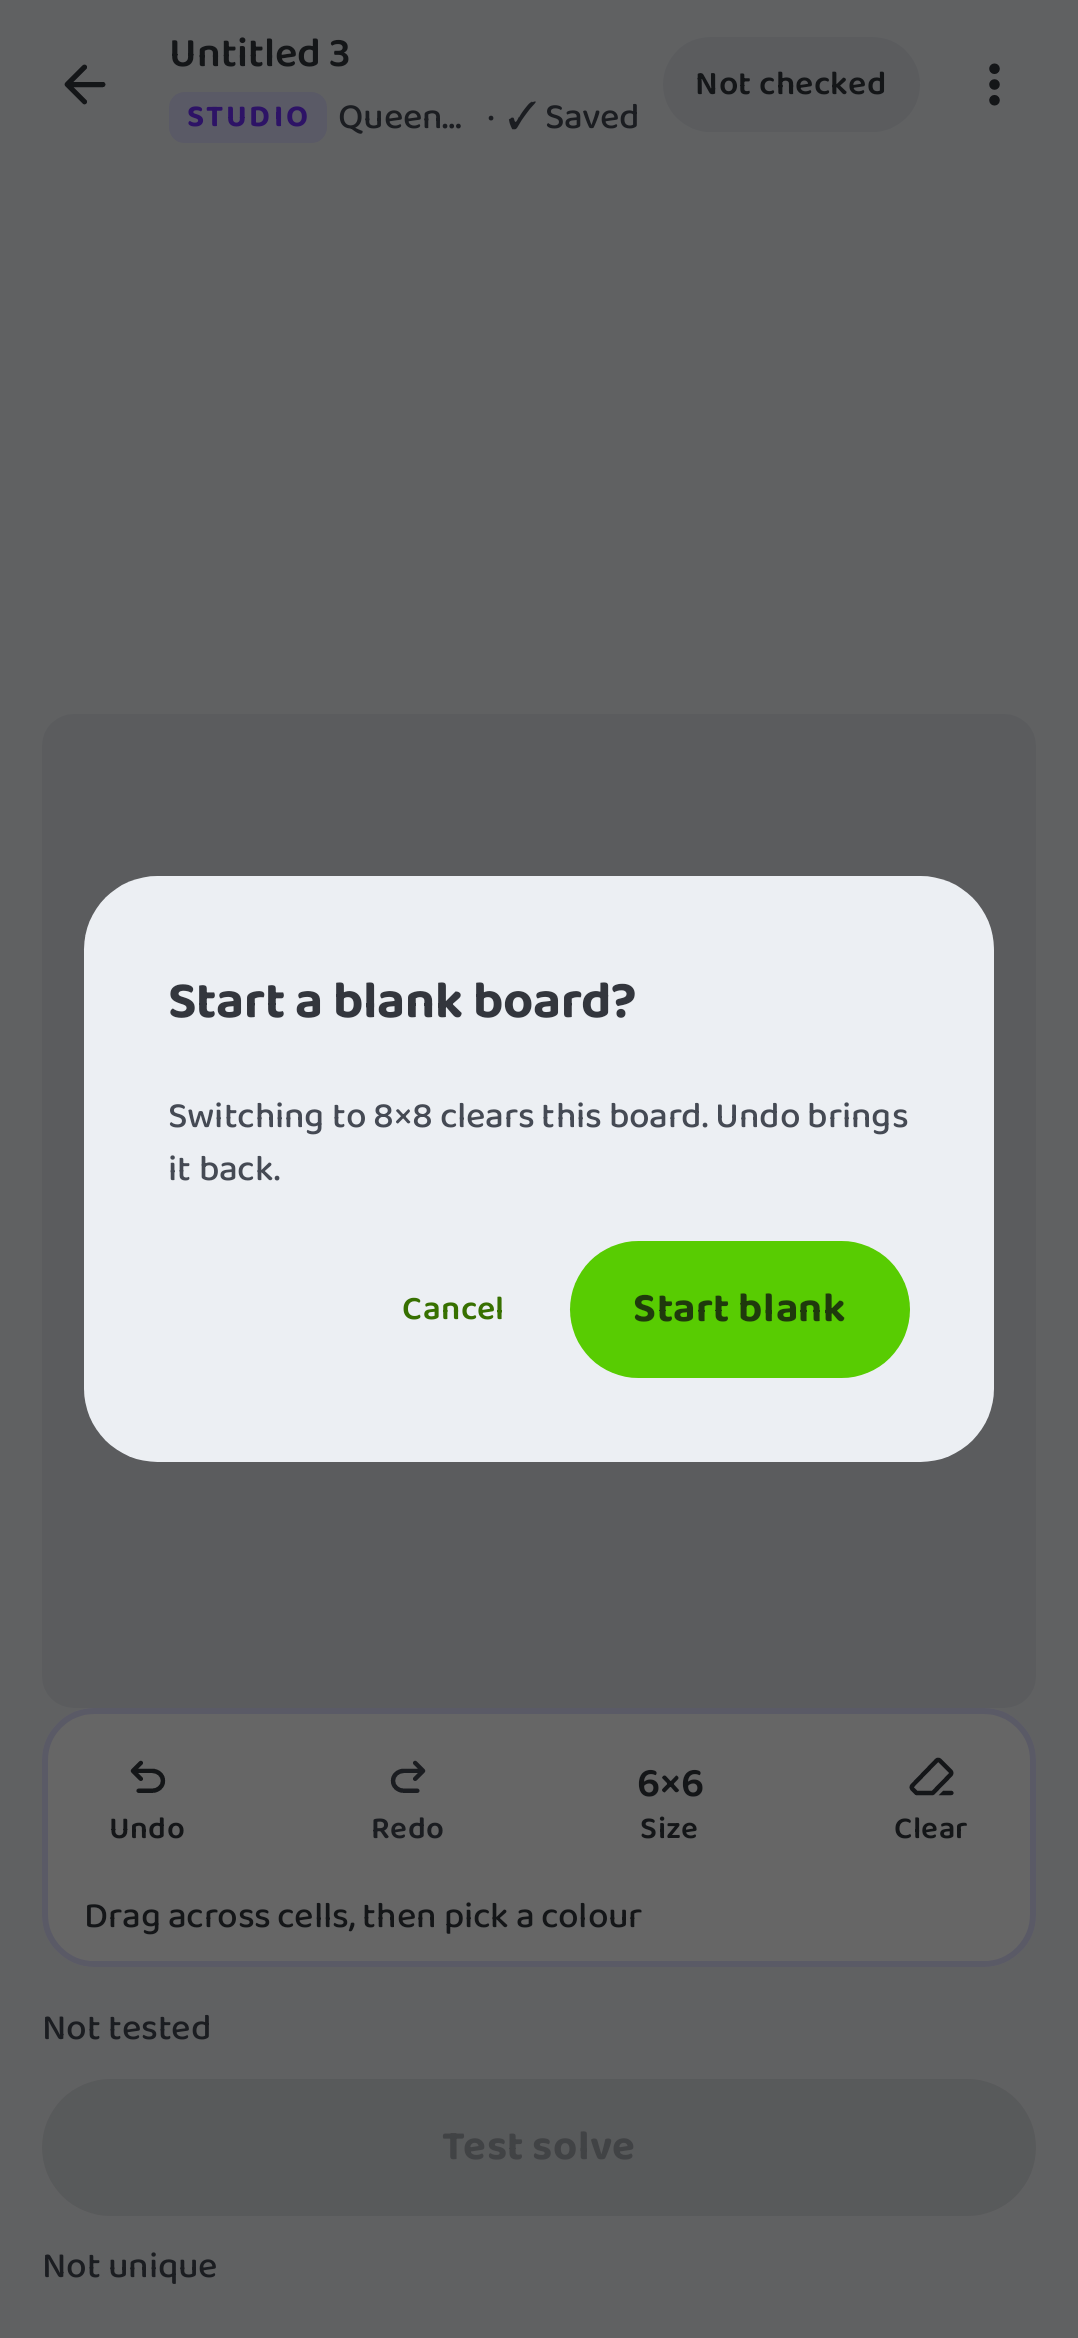 Untitled 3
STUDIO Queen... · ✓ Saved
Not checked
Start a blank board?
Switching to 8×8 clears this board. Undo brings
it back.
Cancel
Start blank
Undo
Redo
6×6
Size
Clear
Drag across cells, then pick a colour
Not tested
Test solve
Not unique